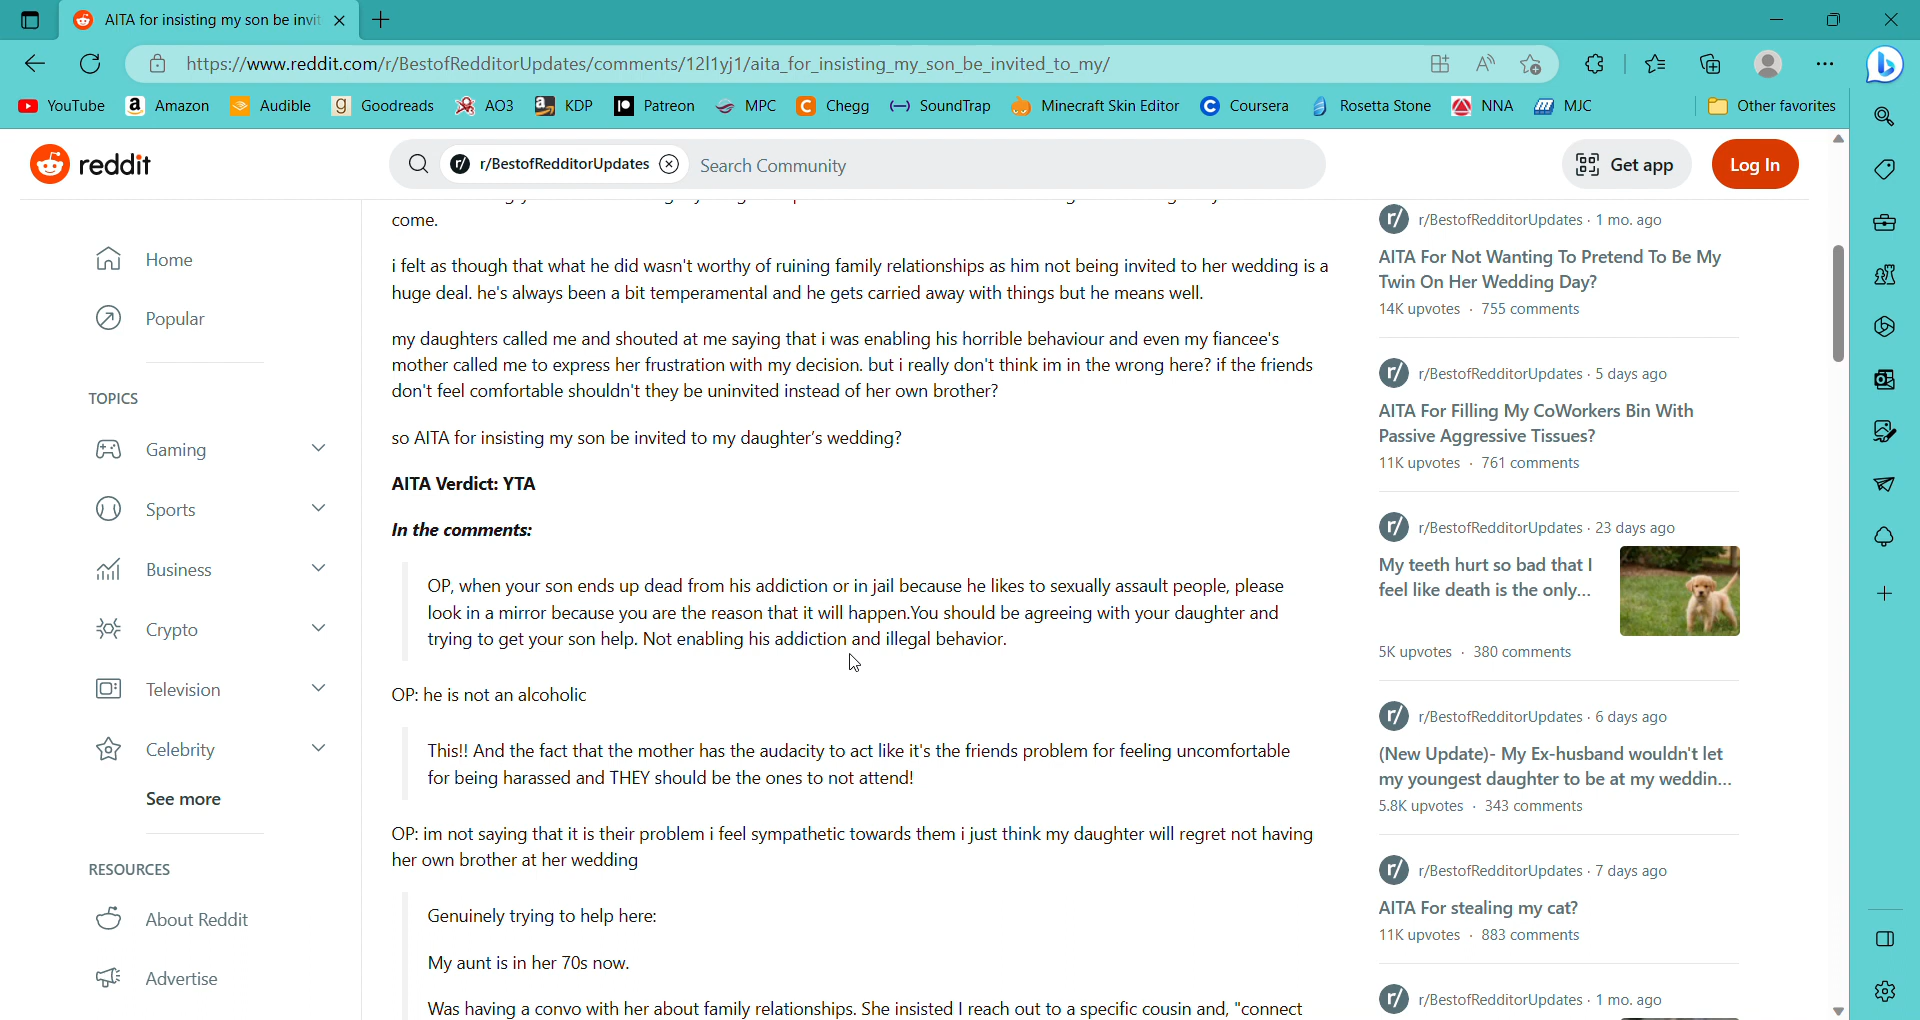 AITA for insisting my son be invit
https://www.reddit.com/r/BestofRedditorUpdates/comments/12l1yj1/aita_for_insisting_my_son_be_invited_to_my/
YouTube Amazon Audible Goodreads AO3 KDP Patreon MPC Chegg SoundTrap Minecraft Skin Editor Coursera Rosetta Stone NNA MJC Other favorites
reddit r/BestofRedditorUpdates Search Community Get app Log In
Home
Popular
TOPICS
Gaming
Sports
Business
Crypto
Television
Celebrity
See more
RESOURCES
About Reddit
Advertise
come.
i felt as though that what he did wasn't worthy of ruining family relationships as him not being invited to her wedding is a
huge deal. he's always been a bit temperamental and he gets carried away with things but he means well.
my daughters called me and shouted at me saying that i was enabling his horrible behaviour and even my fiancee's
mother called me to express her frustration with my decision. but i really don't think im in the wrong here? if the friends
don't feel comfortable shouldn't they be uninvited instead of her own brother?
so AITA for insisting my son be invited to my daughter's wedding?
AITA Verdict: YTA
In the comments:
OP, when your son ends up dead from his addiction or in jail because he likes to sexually assault people, please
look in a mirror because you are the reason that it will happen.You should be agreeing with your daughter and
trying to get your son help. Not enabling his addiction and illegal behavior.
OP: he is not an alcoholic
This!! And the fact that the mother has the audacity to act like it's the friends problem for feeling uncomfortable
for being harassed and THEY should be the ones to not attend!
OP: im not saying that it is their problem i feel sympathetic towards them i just think my daughter will regret not having
her own brother at her wedding
Genuinely trying to help here:
My aunt is in her 70s now.
Was having a convo with her about family relationships. She insisted I reach out to a specific cousin and, "connect
r/BestofRedditorUpdates · 1 mo. ago
AITA For Not Wanting To Pretend To Be My
Twin On Her Wedding Day?
14K upvotes · 755 comments
r/BestofRedditorUpdates · 5 days ago
AITA For Filling My CoWorkers Bin With
Passive Aggressive Tissues?
11K upvotes · 761 comments
r/BestofRedditorUpdates · 23 days ago
My teeth hurt so bad that I
feel like death is the only...
5K upvotes · 380 comments
r/BestofRedditorUpdates · 6 days ago
(New Update)- My Ex-husband wouldn't let
my youngest daughter to be at my weddin...
5.8K upvotes · 343 comments
r/BestofRedditorUpdates · 7 days ago
AITA For stealing my cat?
11K upvotes · 883 comments
r/BestofRedditorUpdates · 1 mo. ago